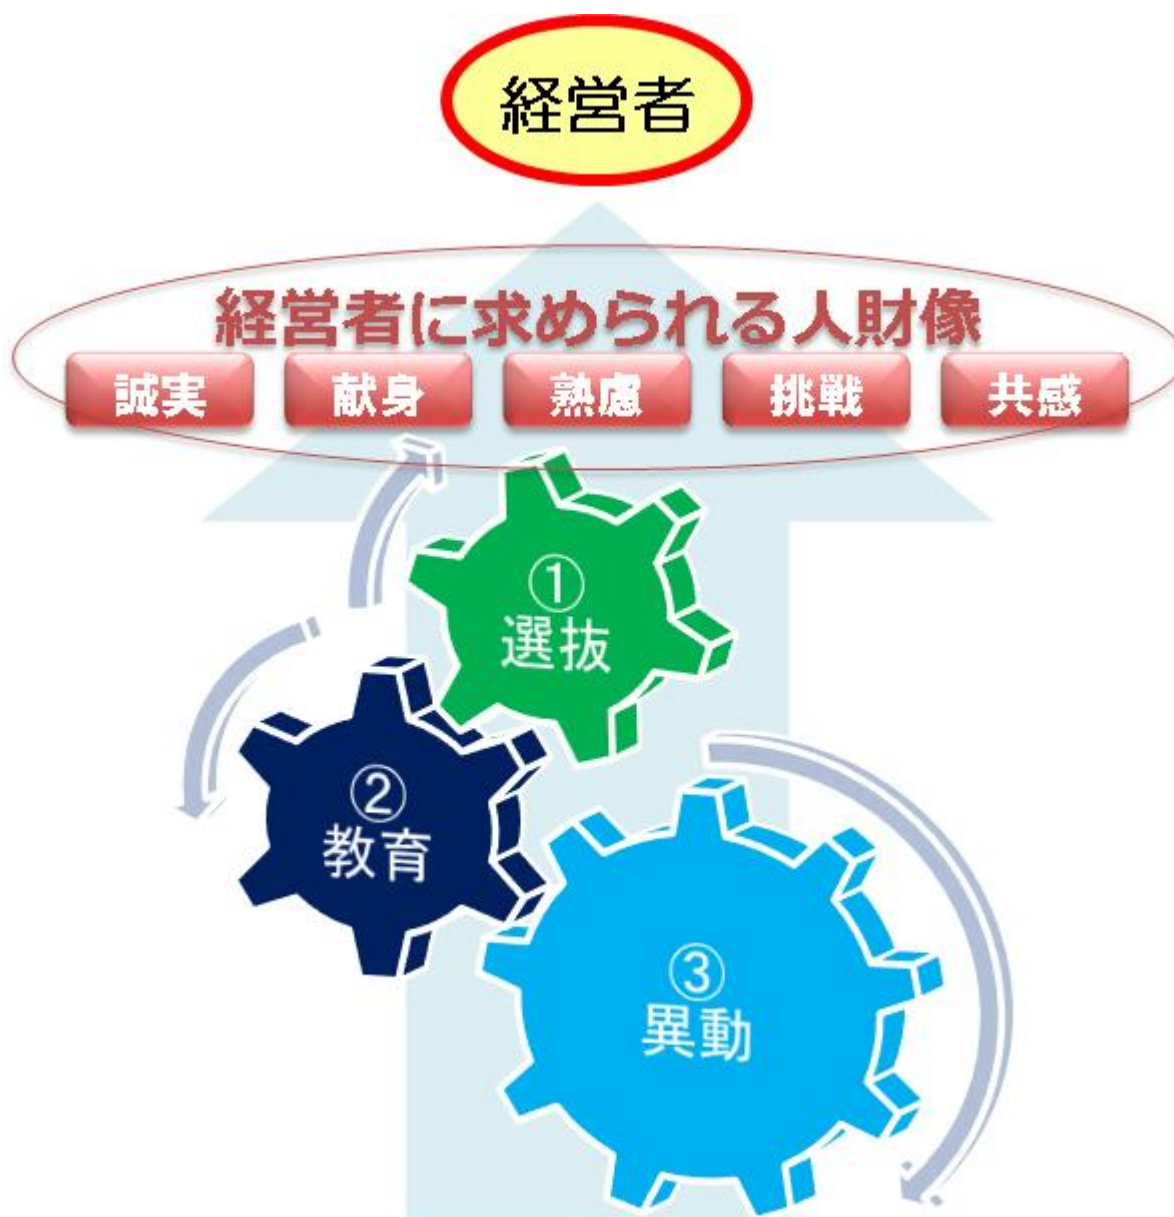 経営者
経営者に求められる人財像
誠実
献身
熟慮
挑戦
共感
①
選抜
②
教育
③
異動